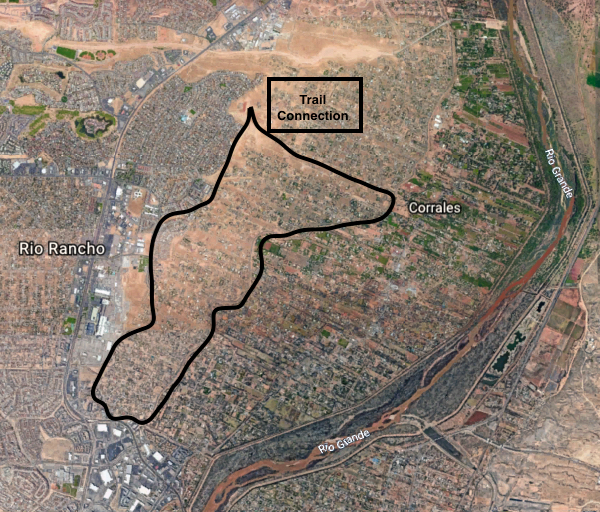 Trail
Connection
Rio Grande
Corrales
Rio Rancho
Rio Grande